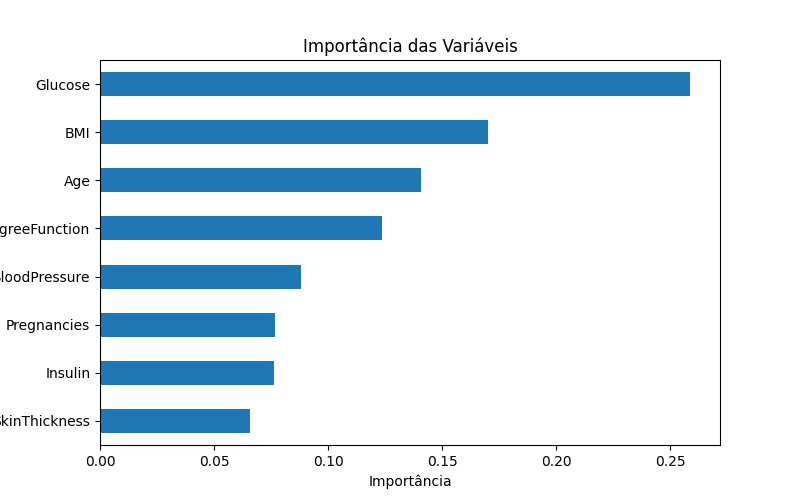 Importância das Variáveis
Glucose
BMI
Age
greeFunction
loodPressure
Pregnancies
Insulin
kinThickness
0.00 0.05 0.10 0.15 0.20 0.25
Importância